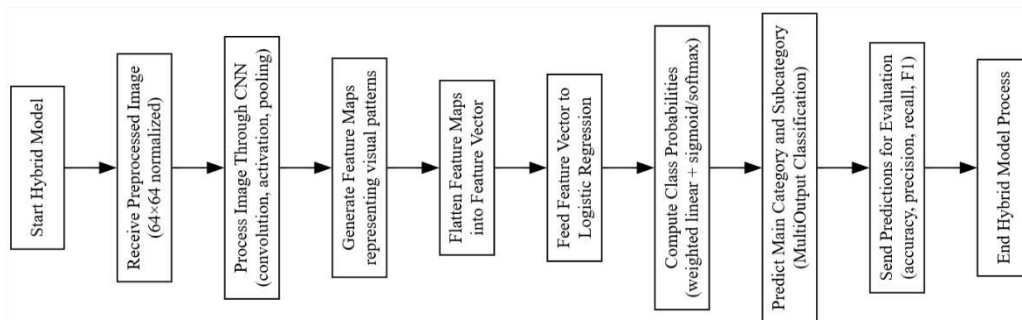 Start Hybrid Model
Receive Preprocessed Image
(64×64 normalized)
Process Image Through CNN
(convolution, activation, pooling)
Generate Feature Maps
representing visual patterns
Flatten Feature Maps
into Feature Vector
Feed Feature Vector to
Logistic Regression
Compute Class Probabilities
(weighted linear + sigmoid/softmax)
Predict Main Category and Subcategory
(MultiOutput Classification)
Send Predictions for Evaluation
(accuracy, precision, recall, F1)
End Hybrid Model Process